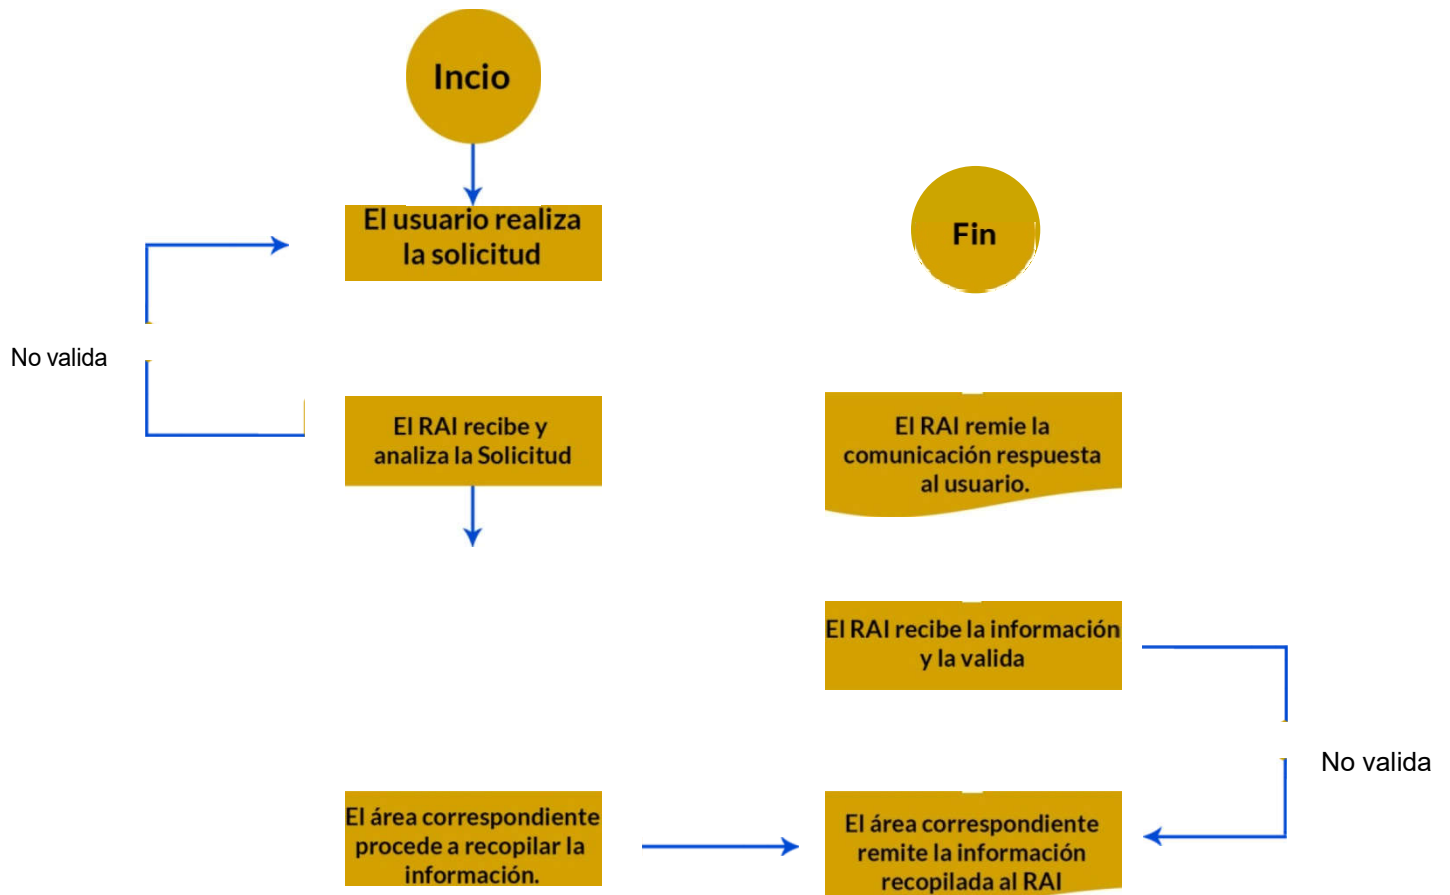 Incio
El usuario realiza
la solicitud
Fin
No valida
El RAI recibe y
analiza la Solicitud
El RAI remie la
comunicación respuesta
al usuario.
El RAI recibe la información
y la valida
No valida
El área correspondiente
procede a recopilar la
información.
El área correspondiente
remite la información
recopilada al RAI